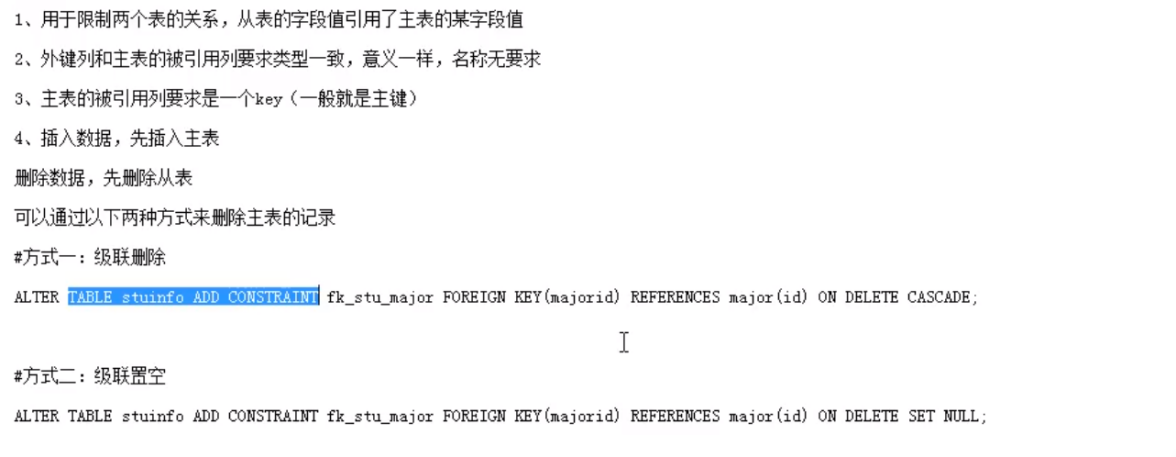 1、用于限制两个表的关系，从表的字段值引用了主表的某字段值
2、外键列和主表的被引用列要求类型一致，意义一样，名称无要求
3、主表的被引用列要求是一个key（一般就是主键）
4、插入数据，先插入主表
删除数据，先删除从表
可以通过以下两种方式来删除主表的记录
#方式一：级联删除
ALTER TABLE stuinfo ADD CONSTRAINT fk_stu_major FOREIGN KEY(majorid) REFERENCES major(id) ON DELETE CASCADE;
#方式二：级联置空
ALTER TABLE stuinfo ADD CONSTRAINT fk_stu_major FOREIGN KEY(majorid) REFERENCES major(id) ON DELETE SET NULL;